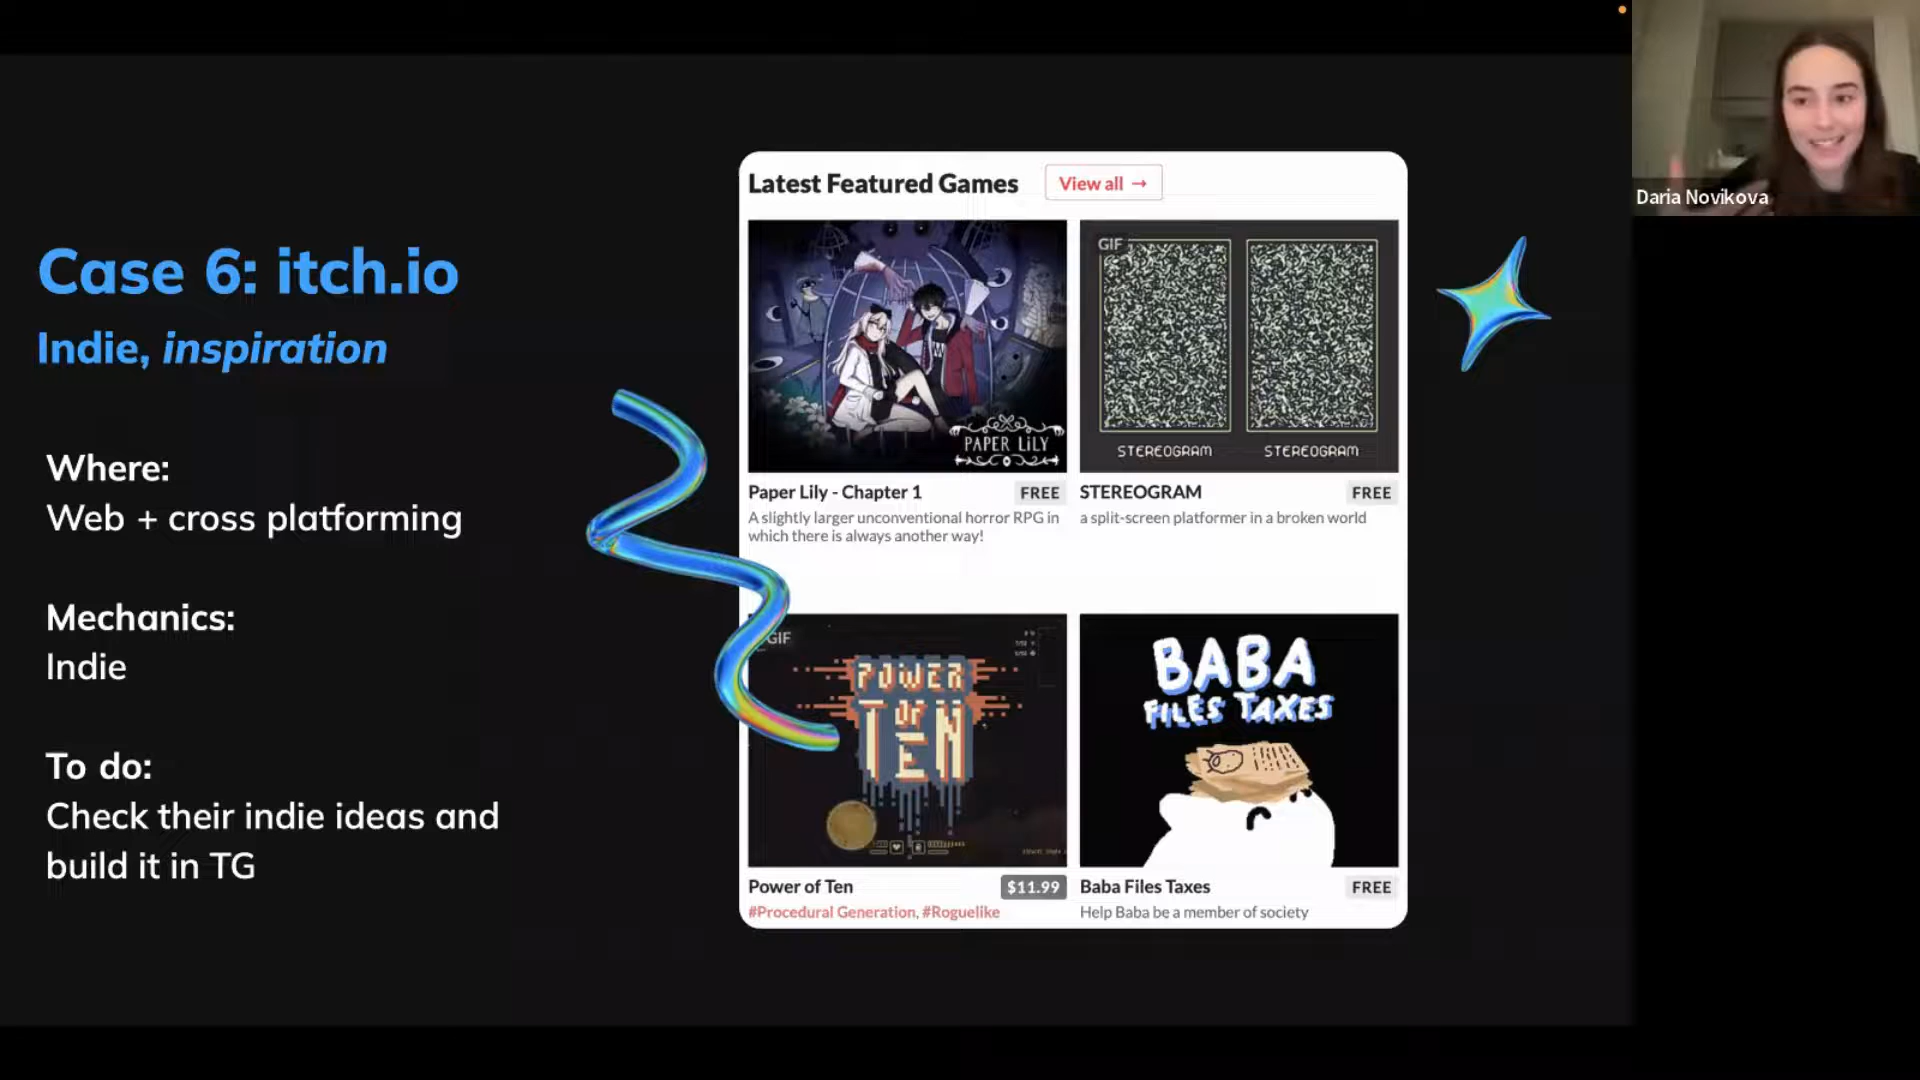 Daria Novikova
Case 6: itch.io
Indie, inspiration
Where:
Web + cross platforming
Mechanics:
Indie
To do:
Check their indie ideas and
build it in TG
Latest Featured Games
View all →
PAPER LILY
Paper Lily - Chapter 1
FREE
A slightly larger unconventional horror RPG in
which there is always another way!
GIF
STEREOGRAM
STEREOGRAM
STEREOGRAM
FREE
a split-screen platformer in a broken world
GIF
POWER
OF
TEN
Power of Ten
$11.99
#Procedural Generation, #Roguelike
BABA
FILES TAXES
Baba Files Taxes
FREE
Help Baba be a member of society